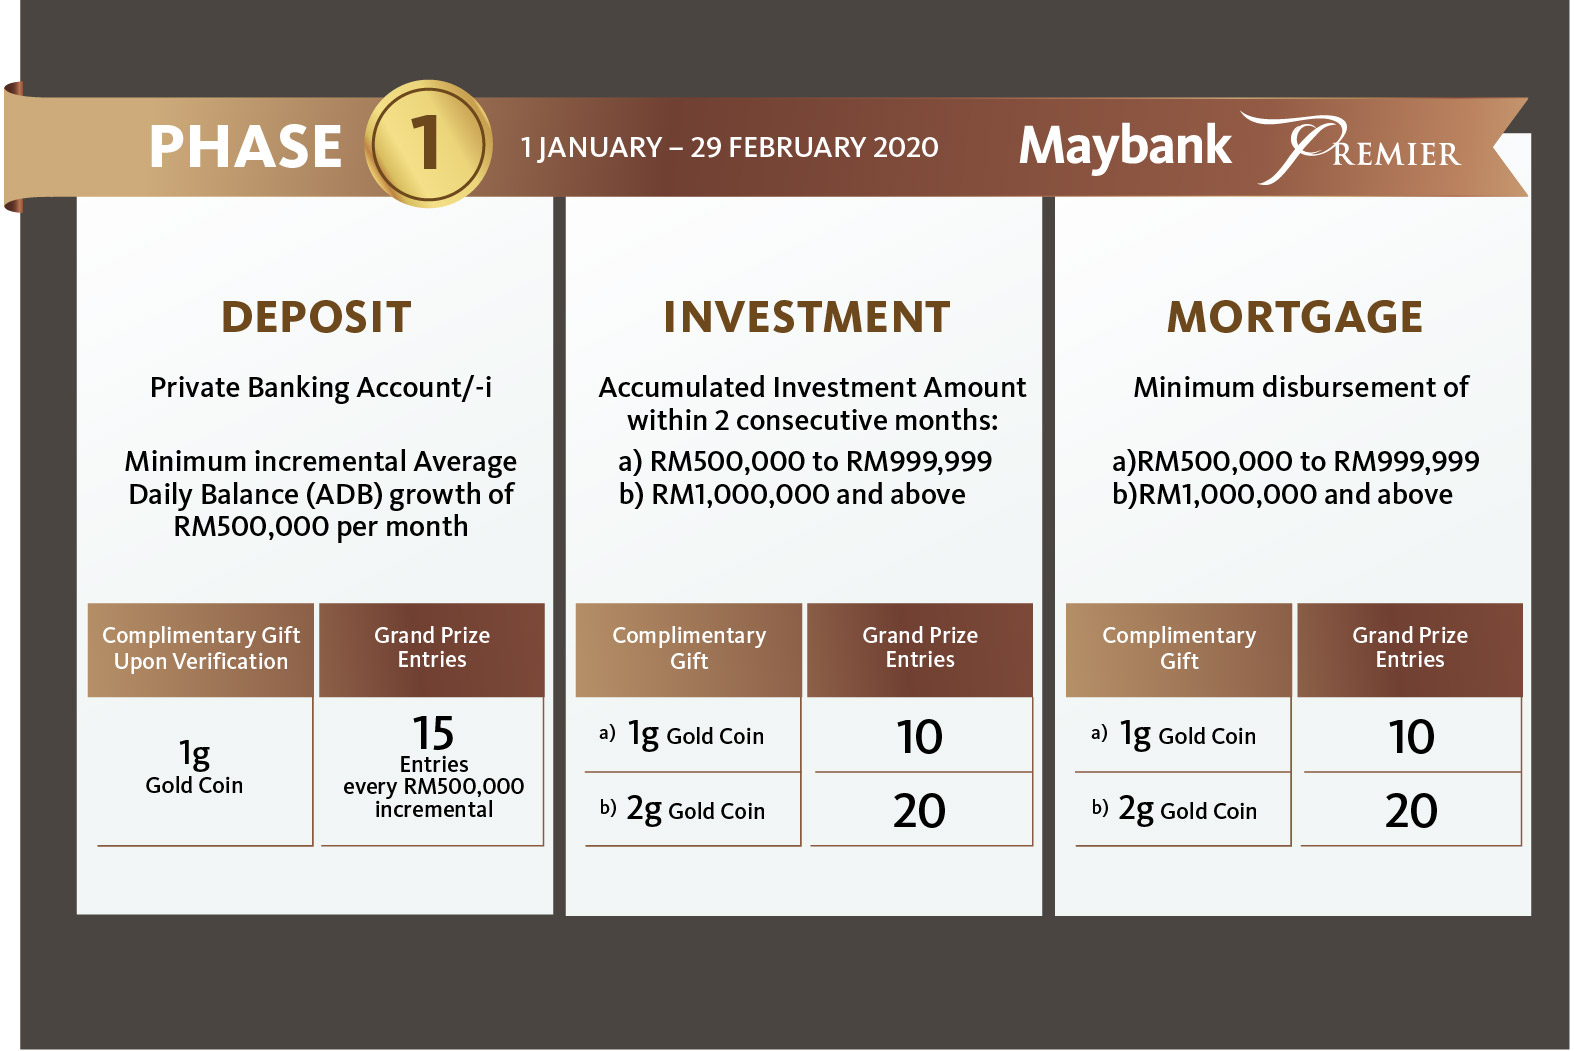 PHASE 1 1 JANUARY – 29 FEBRUARY 2020 Maybank PREMIER
DEPOSIT
Private Banking Account/-i
Minimum incremental Average
Daily Balance (ADB) growth of
RM500,000 per month
Complimentary Gift
Upon Verification
Grand Prize
Entries
1g
Gold Coin
15
Entries
every RM500,000
incremental
INVESTMENT
Accumulated Investment Amount
within 2 consecutive months:
a) RM500,000 to RM999,999
b) RM1,000,000 and above
Complimentary
Gift
Grand Prize
Entries
a) 1g Gold Coin
10
b) 2g Gold Coin
20
MORTGAGE
Minimum disbursement of
a)RM500,000 to RM999,999
b)RM1,000,000 and above
Complimentary
Gift
Grand Prize
Entries
a) 1g Gold Coin
10
b) 2g Gold Coin
20